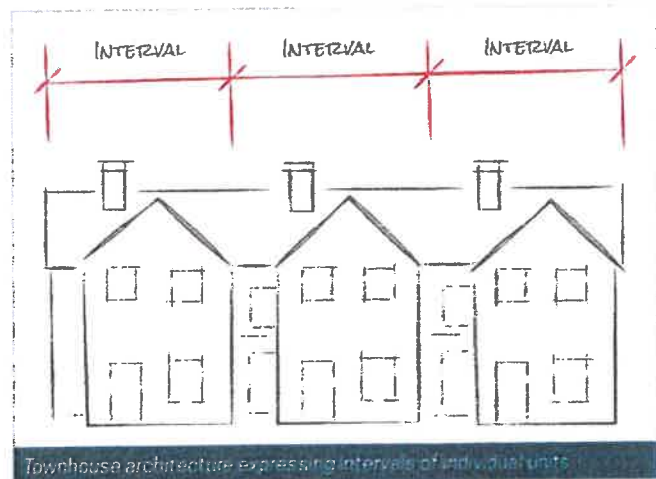 INTERVAL INTERVAL INTERVAL
Townhouse architecture expressing intervals of individual units